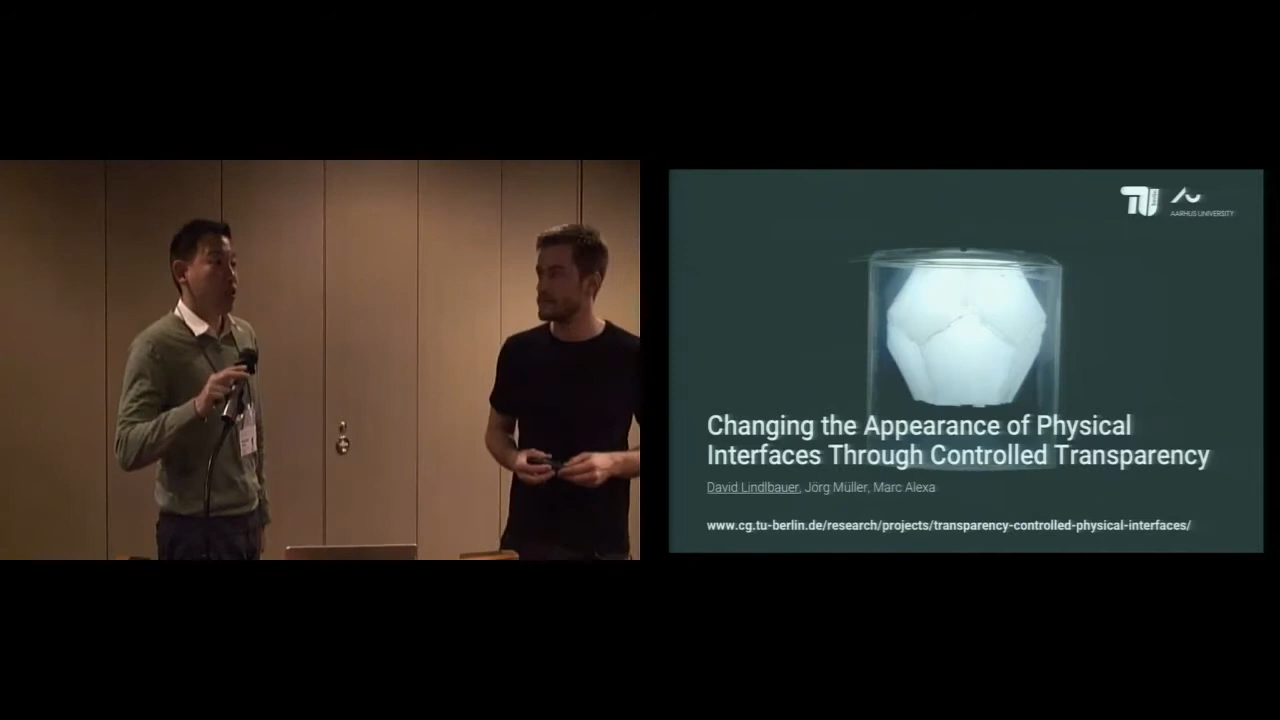 AARHUS UNIVERSITY
Changing the Appearance of Physical
Interfaces Through Controlled Transparency
David Lindlbauer, Jörg Müller, Marc Alexa
www.cg.tu-berlin.de/research/projects/transparency-controlled-physical-interfaces/